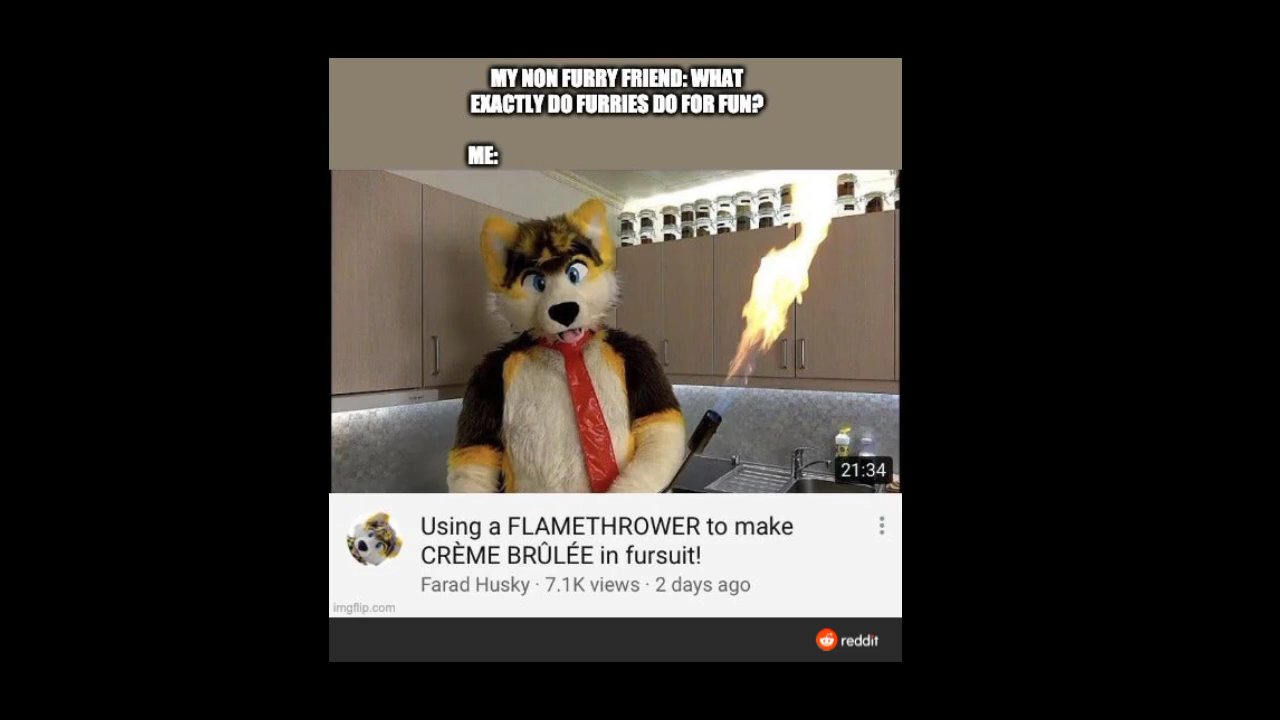 MY NON FURRY FRIEND: WHAT
EXACTLY DO FURRIES DO FOR FUN?
ME:
21:34
Using a FLAMETHROWER to make
CRÈME BRÛLÉE in fursuit!
Farad Husky · 7.1K views · 2 days ago
imgflip.com
reddit